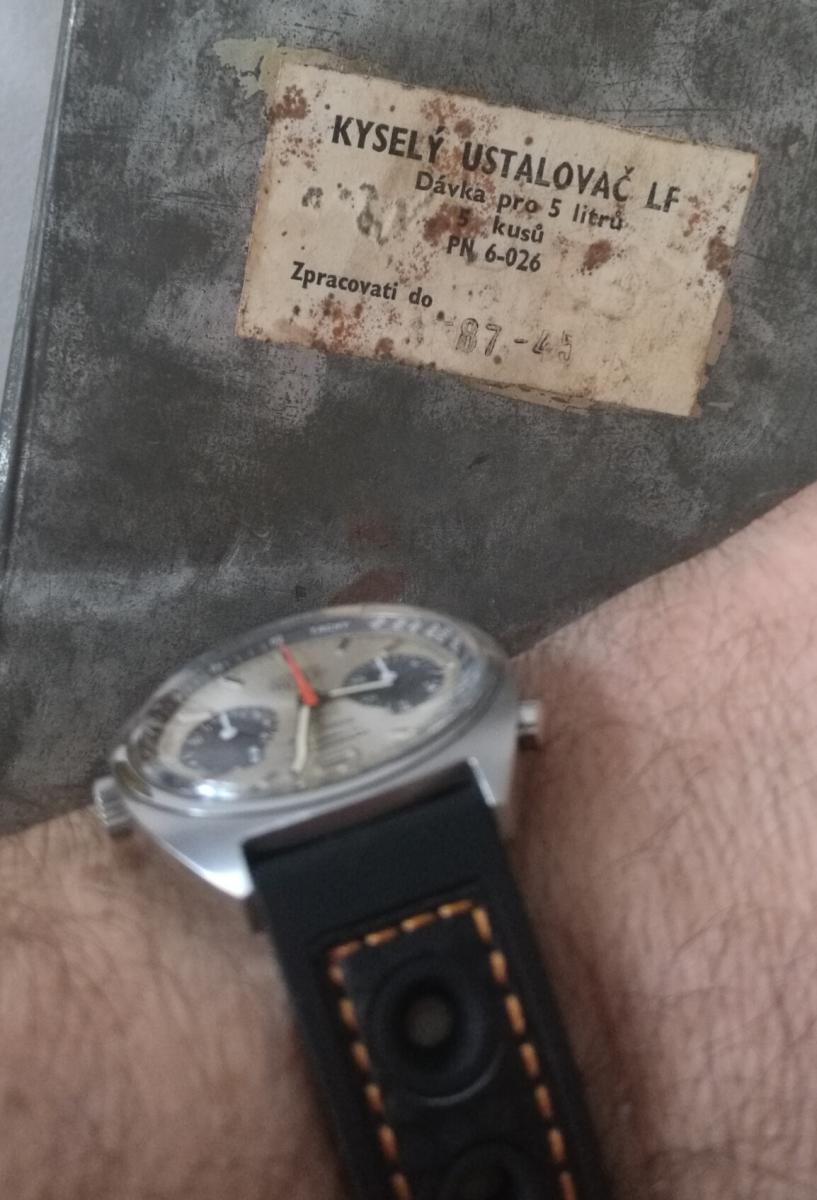 KYSELÝ USTALOVAČ LF
Dávka pro 5 litrů
5 kusů
PN 6-026
Zpracovati do
87-45